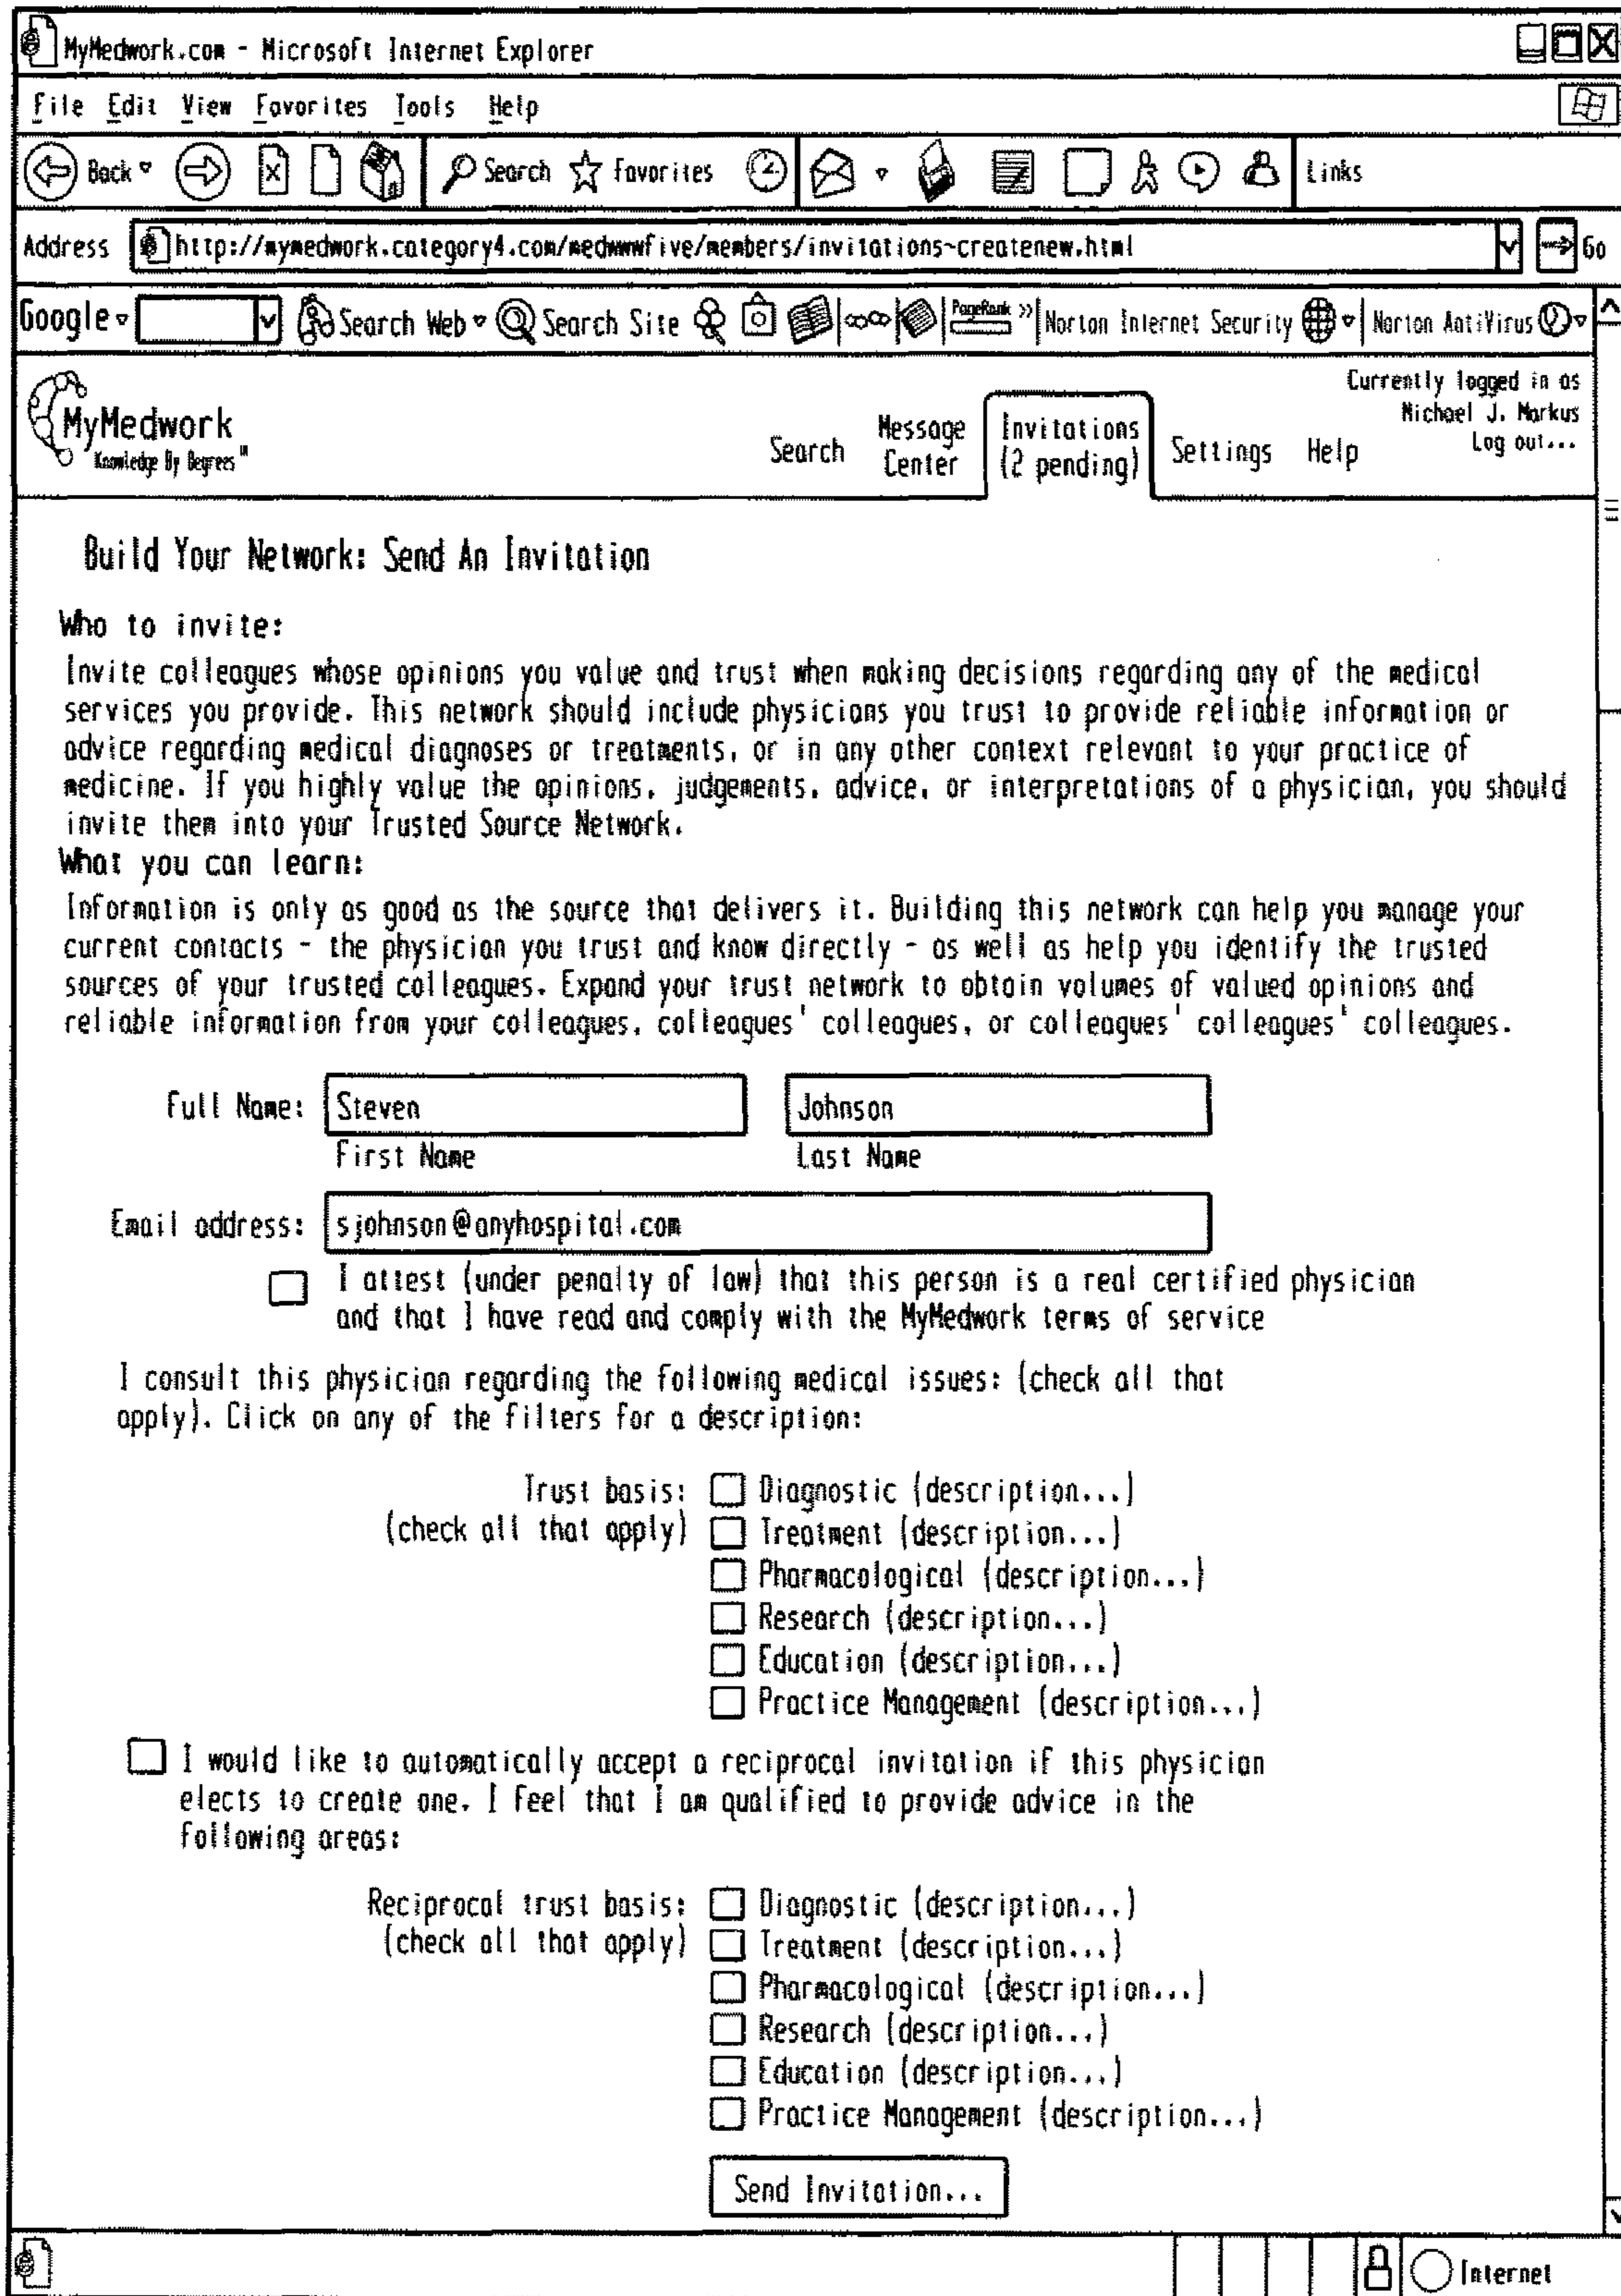 MyMedwork.com - Microsoft Internet Explorer
File Edit View Favorites Tools Help
Back Search Favorites Links
Address http://mymedwork.category4.com/medwwwfive/members/invitations~createnew.html Go
Google Search Web Search Site PageRank >> Norton Internet Security Norton AntiVirus
Currently logged in as
Michael J. Markus
Log out...
MyMedwork
Knowledge By Degrees
Search
Message
Center
Invitations
(2 pending)
Settings
Help
Build Your Network: Send An Invitation
Who to invite:
Invite colleagues whose opinions you value and trust when making decisions regarding any of the medical
services you provide. This network should include physicians you trust to provide reliable information or
advice regarding medical diagnoses or treatments, or in any other context relevant to your practice of
medicine. If you highly value the opinions, judgements, advice, or interpretations of a physician, you should
invite them into your Trusted Source Network.
What you can learn:
Information is only as good as the source that delivers it. Building this network can help you manage your
current contacts - the physician you trust and know directly - as well as help you identify the trusted
sources of your trusted colleagues. Expand your trust network to obtain volumes of valued opinions and
reliable information from your colleagues, colleagues' colleagues, or colleagues' colleagues' colleagues.
Full Name: Steven Johnson
First Name Last Name
Email address: sjohnson@anyhospital.com
I attest (under penalty of law) that this person is a real certified physician
and that I have read and comply with the MyMedwork terms of service
I consult this physician regarding the following medical issues: (check all that
apply). Click on any of the filters for a description:
Trust basis: Diagnostic (description...)
(check all that apply) Treatment (description...)
Pharmacological (description...)
Research (description...)
Education (description...)
Practice Management (description...)
I would like to automatically accept a reciprocal invitation if this physician
elects to create one. I feel that I am qualified to provide advice in the
following areas:
Reciprocal trust basis: Diagnostic (description...)
(check all that apply) Treatment (description...)
Pharmacological (description...)
Research (description...)
Education (description...)
Practice Management (description...)
Send Invitation...
Internet